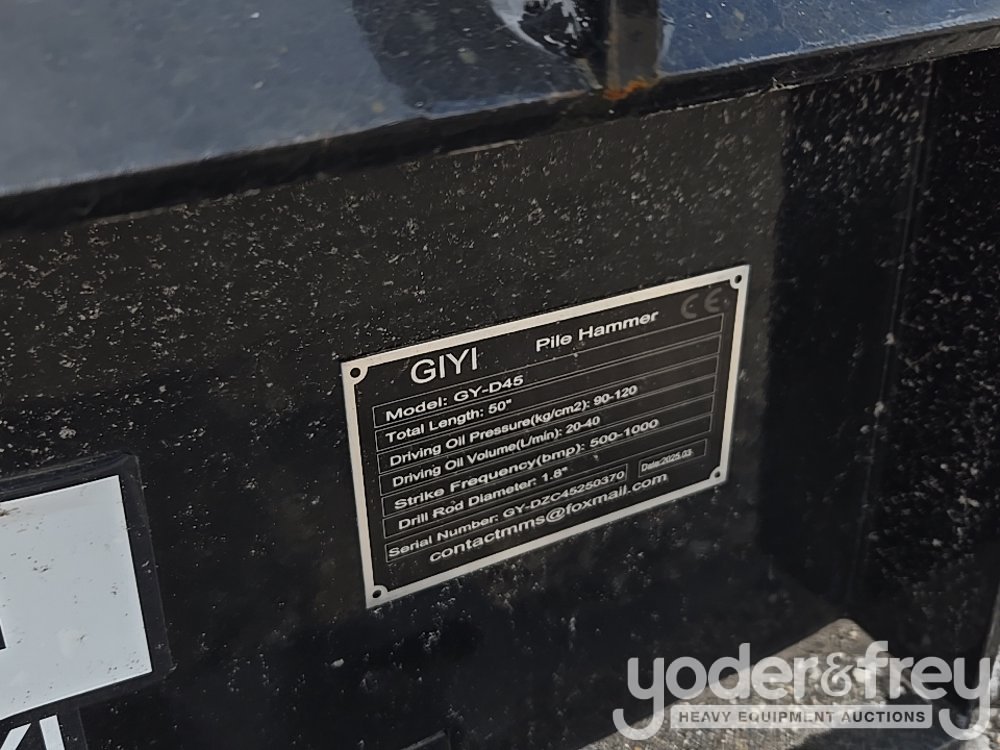 GIYI Pile Hammer CE
Model: GY-D45
Total Length: 50"
Driving Oil Pressure(kg/cm2): 90-120
Driving Oil Volume(L/min): 20-40
Strike Frequency(bmp): 500-1000
Drill Rod Diameter: 1.8"
Serial Number: GY-DZC45250370 Date:2025.03
contactmms@foxmail.com
yoder&frey
HEAVY EQUIPMENT AUCTIONS